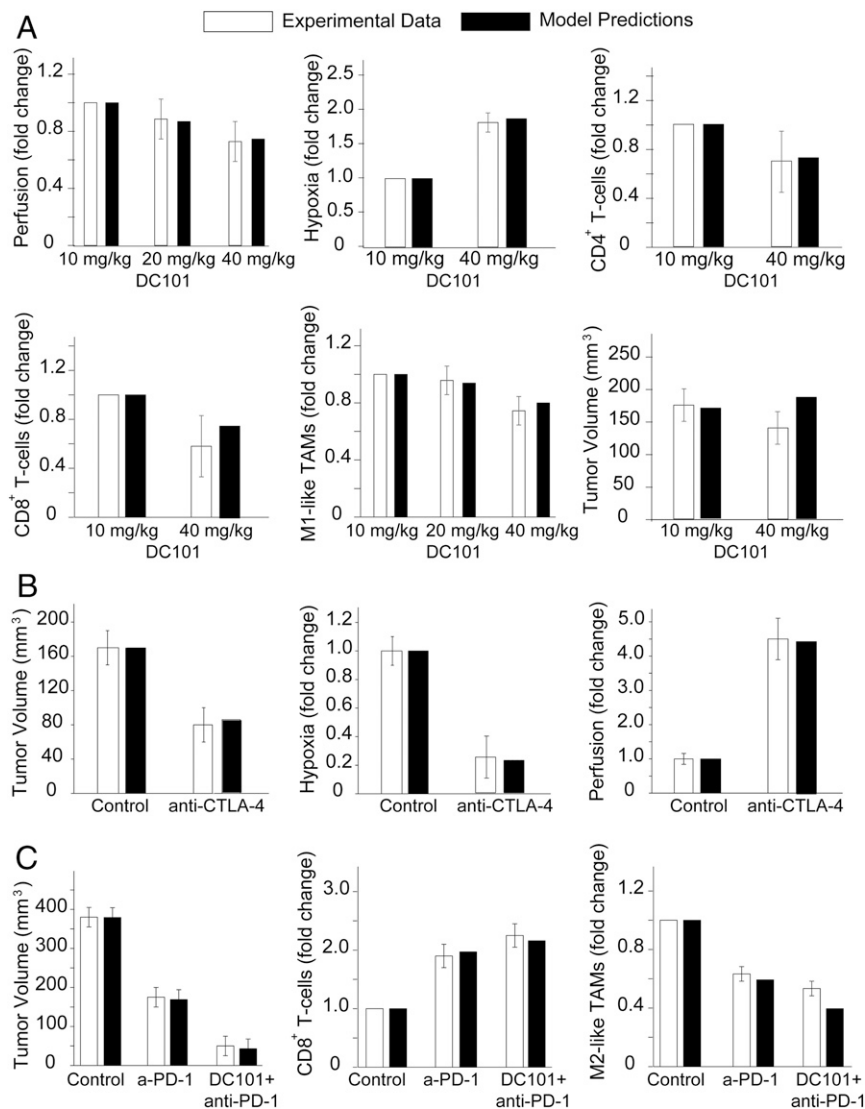 Experimental Data
Model Predictions
A
Perfusion (fold change)
1.2
0.8
0.4
0
10 mg/kg 20 mg/kg 40 mg/kg
DC101
Hypoxia (fold change)
2.5
2.0
1.5
1.0
0.5
0
10 mg/kg 40 mg/kg
DC101
CD4+ T-cells (fold change)
1.2
0.8
0.4
0
10 mg/kg 40 mg/kg
DC101
CD8+ T-cells (fold change)
1.2
0.8
0.4
0
10 mg/kg 40 mg/kg
DC101
M1-like TAMs (fold change)
1.2
0.8
0.4
0
10 mg/kg 20 mg/kg 40 mg/kg
DC101
Tumor Volume (mm3)
250
200
150
100
50
0
10 mg/kg 40 mg/kg
DC101
B
Tumor Volume (mm3)
200
160
120
80
40
0
Control anti-CTLA-4
Hypoxia (fold change)
1.2
1.0
0.8
0.6
0.4
0.2
0
Control anti-CTLA-4
Perfusion (fold change)
5.0
4.0
3.0
2.0
1.0
0
Control anti-CTLA-4
C
Tumor Volume (mm3)
400
300
200
100
0
Control a-PD-1 DC101+
anti-PD-1
CD8+ T-cells (fold change)
3.0
2.0
1.0
0
Control a-PD-1 DC101+
anti-PD-1
M2-like TAMs (fold change)
1.2
0.8
0.4
0
Control a-PD-1 DC101+
anti-PD-1